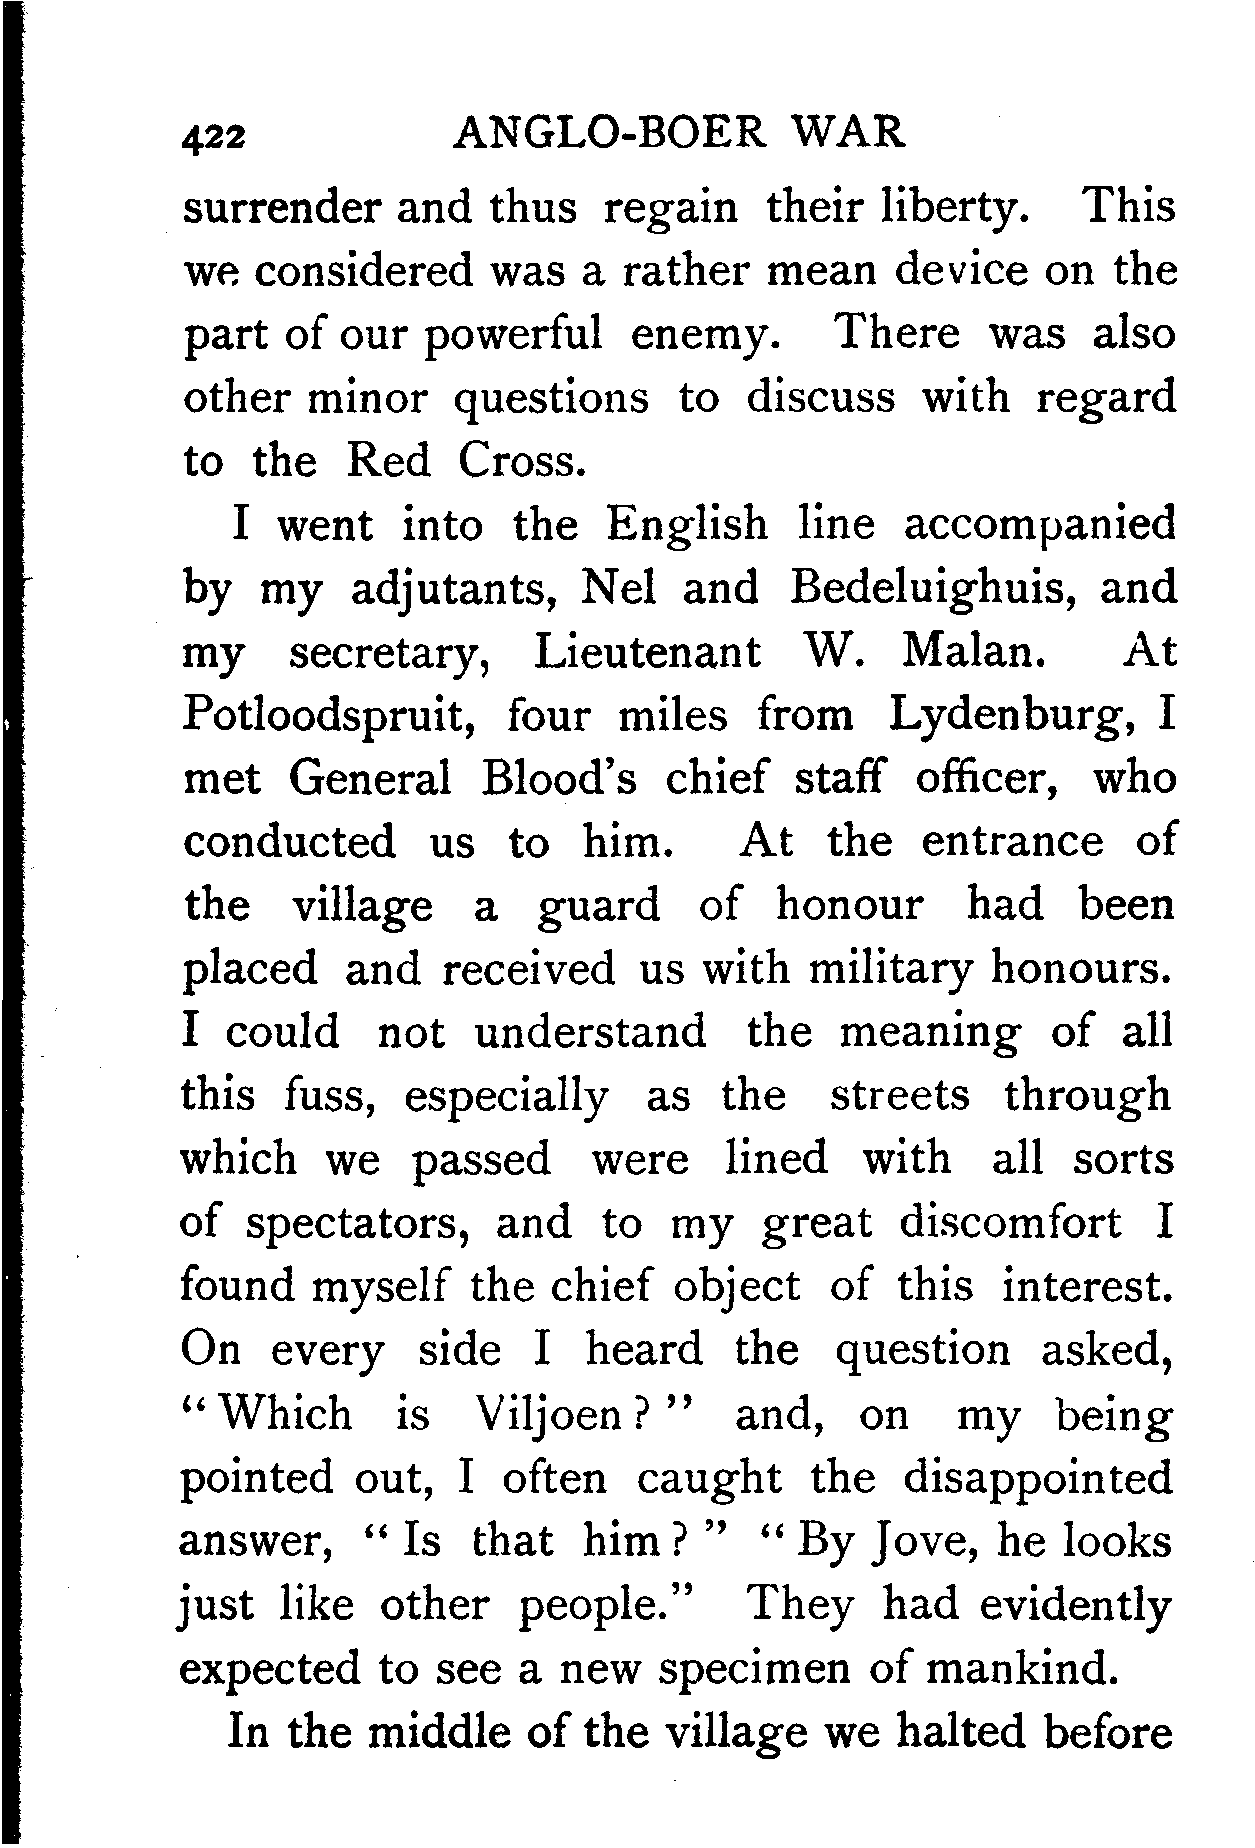 422 ANGLO-BOER WAR
surrender and thus regain their liberty. This
we considered was a rather mean device on the
part of our powerful enemy. There was also
other minor questions to discuss with regard
to the Red Cross.
I went into the English line accompanied
by my adjutants, Nel and Bedeluighuis, and
my secretary, Lieutenant W. Malan. At
Potloodspruit, four miles from Lydenburg, I
met General Blood's chief staff officer, who
conducted us to him. At the entrance of
the village a guard of honour had been
placed and received us with military honours.
I could not understand the meaning of all
this fuss, especially as the streets through
which we passed were lined with all sorts
of spectators, and to my great discomfort I
found myself the chief object of this interest.
On every side I heard the question asked,
“ Which is Viljoen ? ” and, on my being
pointed out, I often caught the disappointed
answer, “ Is that him ? ” “ By Jove, he looks
just like other people.” They had evidently
expected to see a new specimen of mankind.
In the middle of the village we halted before